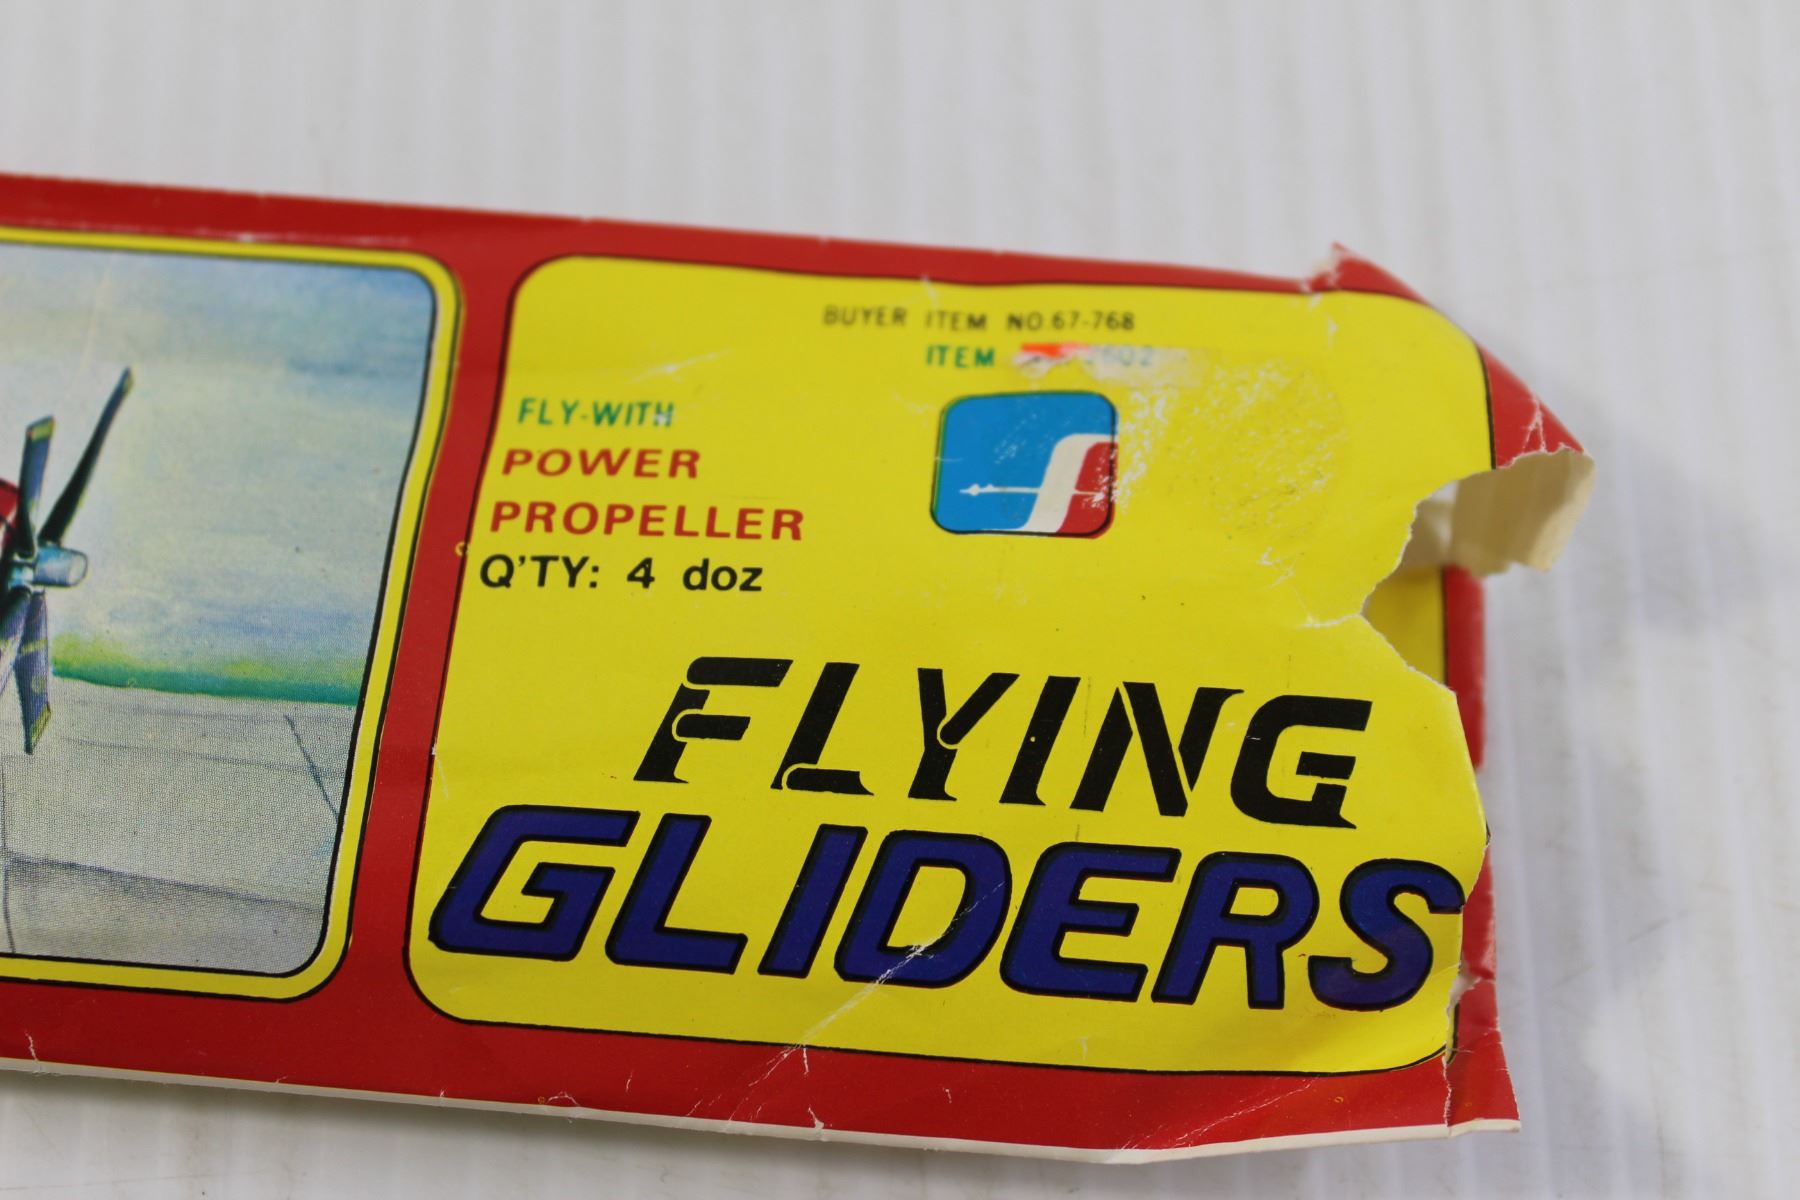 BUYER ITEM NO.67-768
ITEM
FLY-WITH
POWER
PROPELLER
Q'TY: 4 doz
FLYING
GLIDERS